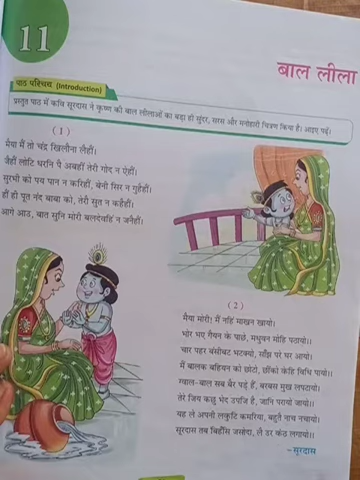 11
बाल लीला
पाठ परिचय (Introduction)
प्रस्तुत पाठ में कवि सूरदास ने कृष्ण की बाल लीलाओं का बड़ा ही सुंदर, सरस और मनोहारी चित्रण किया है। आइए पढ़ें।
(1)
मैया मैं तो चंद्र खिलौना लैहौं।
जैहौं लोटि धरनि पै अबहीं तेरी गोद न ऐहौं।
सुरभी को पय पान न करिहौं, बेनी सिर न गुहैहौं।
ह्वैहौं पूत नंद बाबा को, तेरी सुत न कहैहौं।
आगे आउ, बात सुनि मोरी बलदेवहिं न जनैहौं।
(2)
मैया मोरी! मैं नहिं माखन खायो।
भोर भए गैयन के पाछे, मधुवन मोहि पठायो।।
चार पहर बंसीबट भटक्यो, साँझ परे घर आयो।
मैं बालक बहियन को छोटो, छींको केहि बिधि पायो।।
ग्वाल-बाल सब बैर पड़े हैं, बरबस मुख लपटायो।
तेरे जिय कछु भेद उपजि है, जानि परायो जायो।।
यह ले अपनी लकुटि कमरिया, बहुतै नाच नचायो।
सूरदास तब बिहँसि जसोदा, लै उर कंठ लगायो।।
–सूरदास